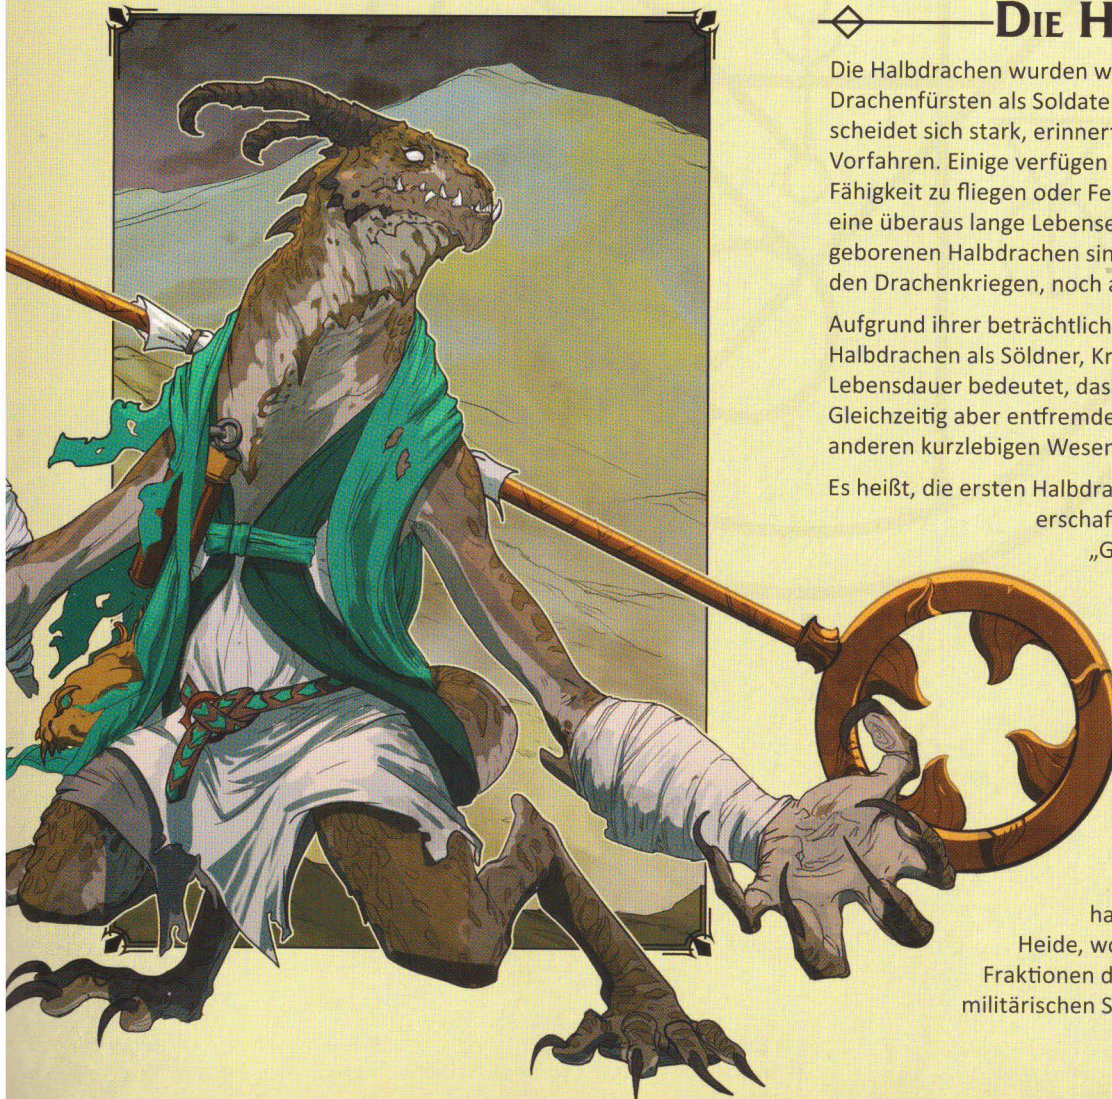 DIE H
Die Halbdrachen wurden w
Drachenfürsten als Soldate
scheidet sich stark, erinner
Vorfahren. Einige verfügen
Fähigkeit zu fliegen oder Fe
eine überaus lange Lebense
geborenen Halbdrachen sin
den Drachenkriegen, noch a
Aufgrund ihrer beträchtlich
Halbdrachen als Söldner, Kr
Lebensdauer bedeutet, das
Gleichzeitig aber entfremde
anderen kurzlebigen Wesen
Es heißt, die ersten Halbdra
erschaf
„G
ha
Heide, wo
Fraktionen d
militärischen S